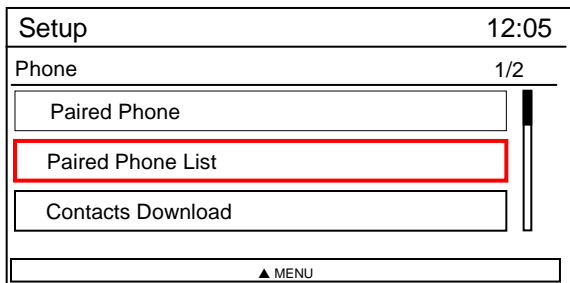 Setup 12:05
Phone 1/2
Paired Phone
Paired Phone List
Contacts Download
▲ MENU